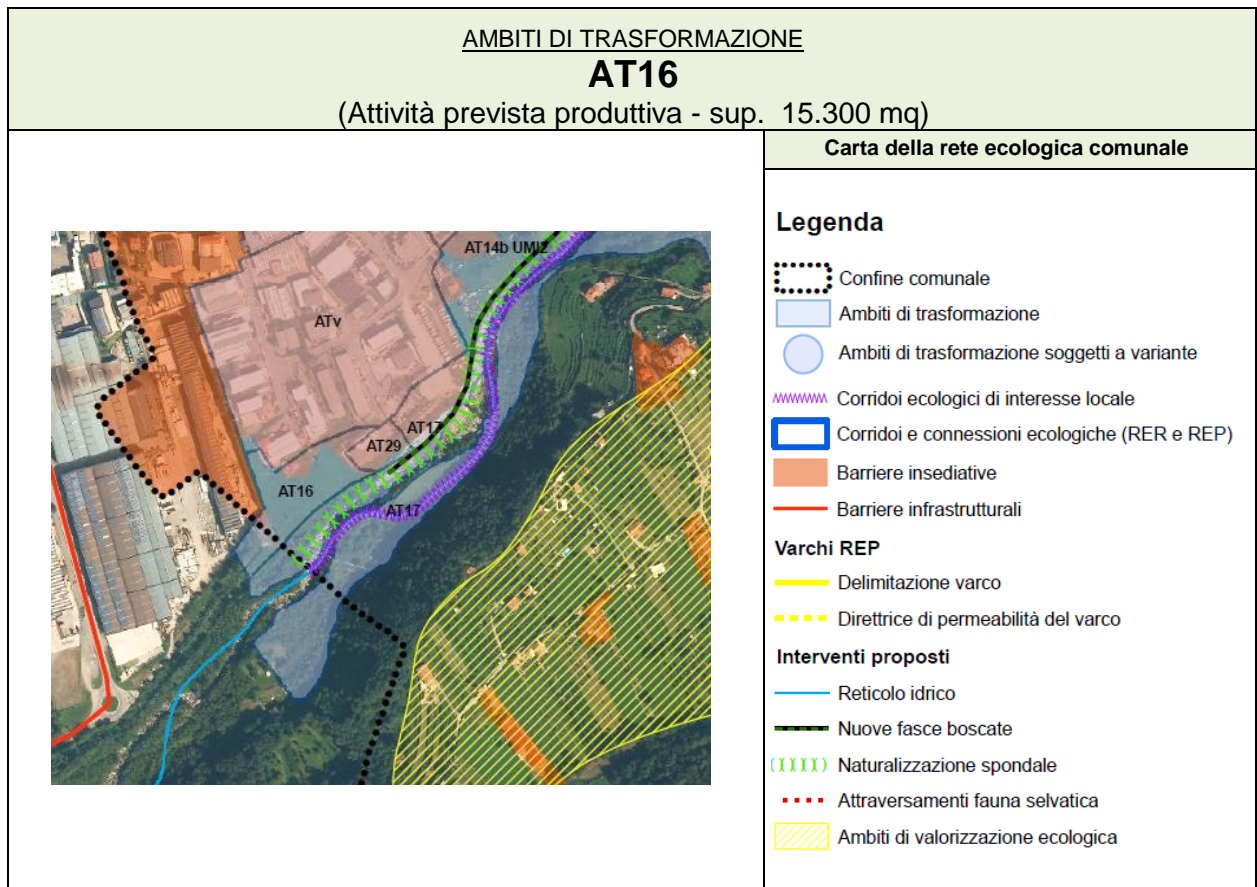 AMBITI DI TRASFORMAZIONE
AT16
(Attività prevista produttiva - sup. 15.300 mq)
Carta della rete ecologica comunale
AT14b UMI2
ATv
AT17
AT29
AT16
AT17
Legenda
Confine comunale
Ambiti di trasformazione
Ambiti di trasformazione soggetti a variante
Corridoi ecologici di interesse locale
Corridoi e connessioni ecologiche (RER e REP)
Barriere insediative
Barriere infrastrutturali
Varchi REP
Delimitazione varco
Direttrice di permeabilità del varco
Interventi proposti
Reticolo idrico
Nuove fasce boscate
Naturalizzazione spondale
Attraversamenti fauna selvatica
Ambiti di valorizzazione ecologica